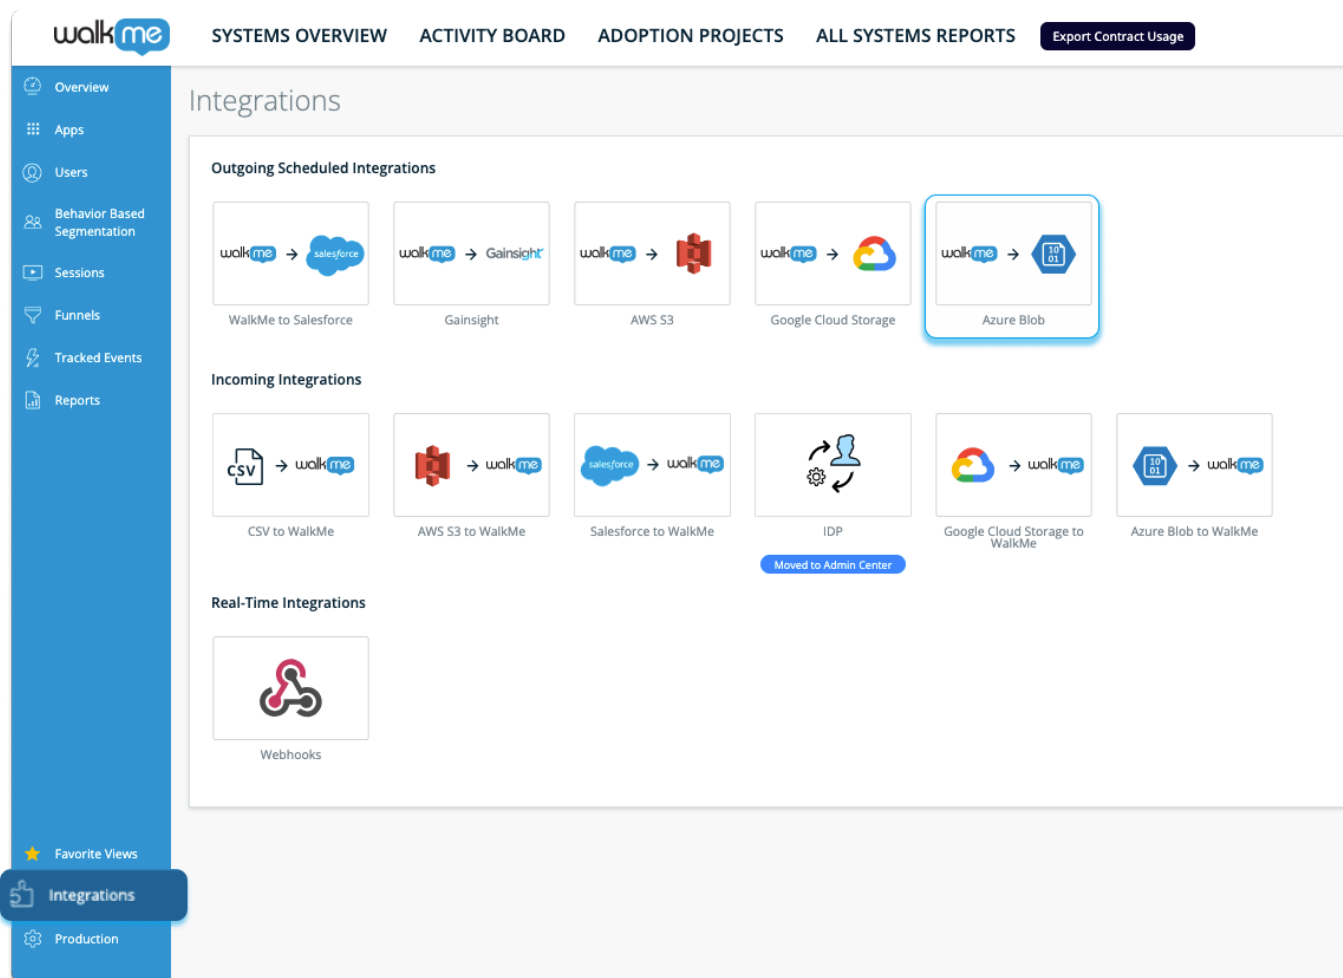 walkme SYSTEMS OVERVIEW ACTIVITY BOARD ADOPTION PROJECTS ALL SYSTEMS REPORTS Export Contract Usage
Overview
Apps
Users
Behavior Based
Segmentation
Sessions
Funnels
Tracked Events
Reports
Favorite Views
Integrations
Production
Integrations
Outgoing Scheduled Integrations
walkme → salesforce
WalkMe to Salesforce
walkme → Gainsight
Gainsight
walkme →
AWS S3
walkme →
Google Cloud Storage
walkme → 10
01
Azure Blob
Incoming Integrations
CSV → walkme
CSV to WalkMe
→ walkme
AWS S3 to WalkMe
salesforce → walkme
Salesforce to WalkMe
IDP
Moved to Admin Center
→ walkme
Google Cloud Storage to
WalkMe
10
01 → walkme
Azure Blob to WalkMe
Real-Time Integrations
Webhooks